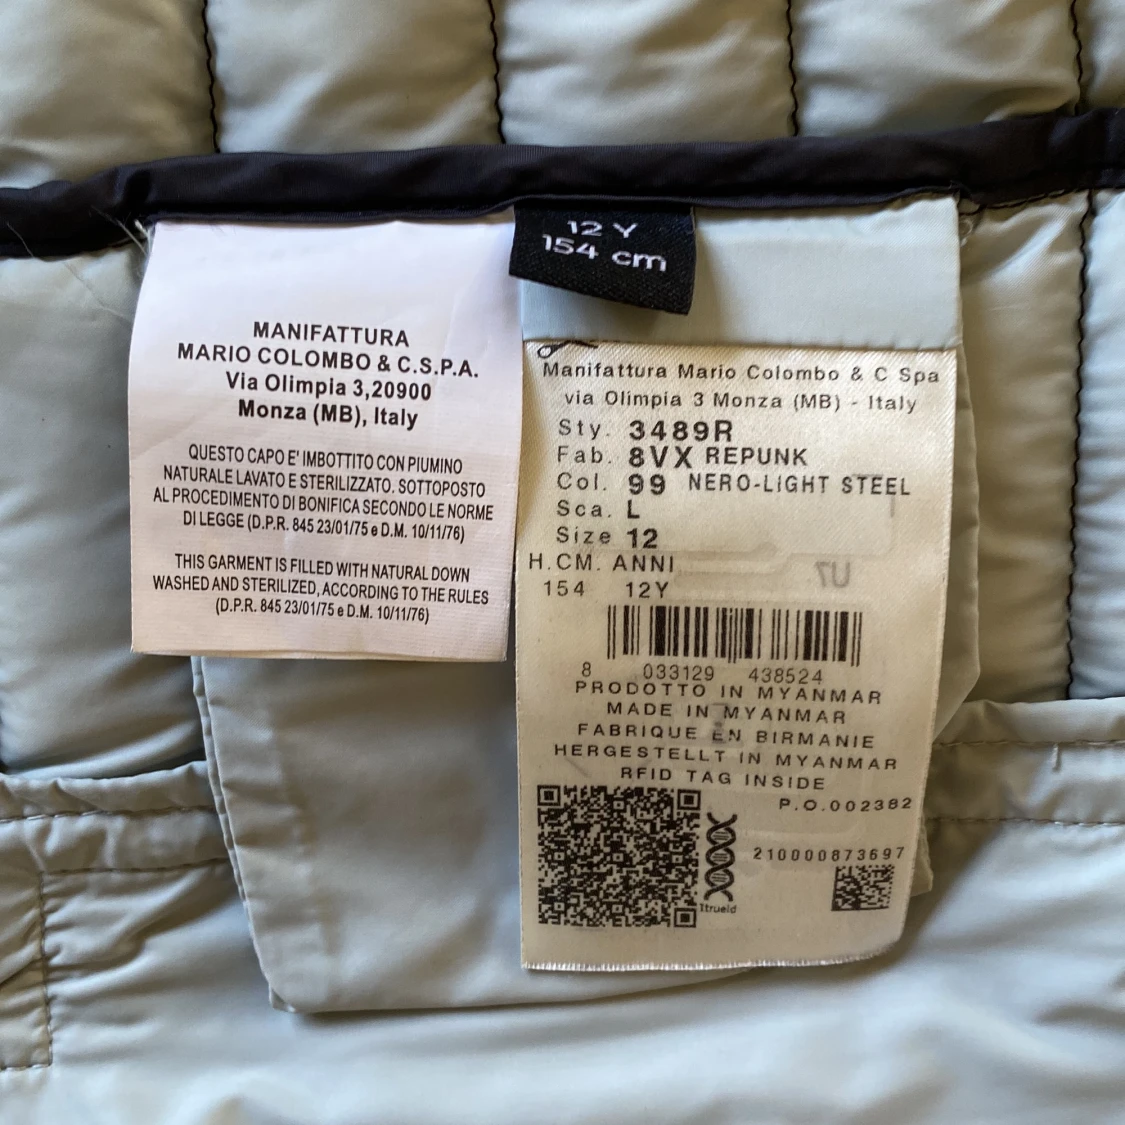 12 Y
154 cm
MANIFATTURA
MARIO COLOMBO & C.S.P.A.
Via Olimpia 3,20900
Monza (MB), Italy
QUESTO CAPO E' IMBOTTITO CON PIUMINO
NATURALE LAVATO E STERILIZZATO. SOTTOPOSTO
AL PROCEDIMENTO DI BONIFICA SECONDO LE NORME
DI LEGGE (D.P.R. 845 23/01/75 e D.M. 10/11/76)
THIS GARMENT IS FILLED WITH NATURAL DOWN
WASHED AND STERILIZED, ACCORDING TO THE RULES
(D.P.R. 845 23/01/75 e D.M. 10/11/76)
Manifattura Mario Colombo & C Spa
via Olimpia 3 Monza (MB) - Italy
Sty. 3489R
Fab. 8VX REPUNK
Col. 99 NERO-LIGHT STEEL
Sca. L
Size 12
H.CM. ANNI
154 12Y
8 033129 438524
PRODOTTO IN MYANMAR
MADE IN MYANMAR
FABRIQUE EN BIRMANIE
HERGESTELLT IN MYANMAR
RFID TAG INSIDE
P.O.002382
210000873697
1trueid